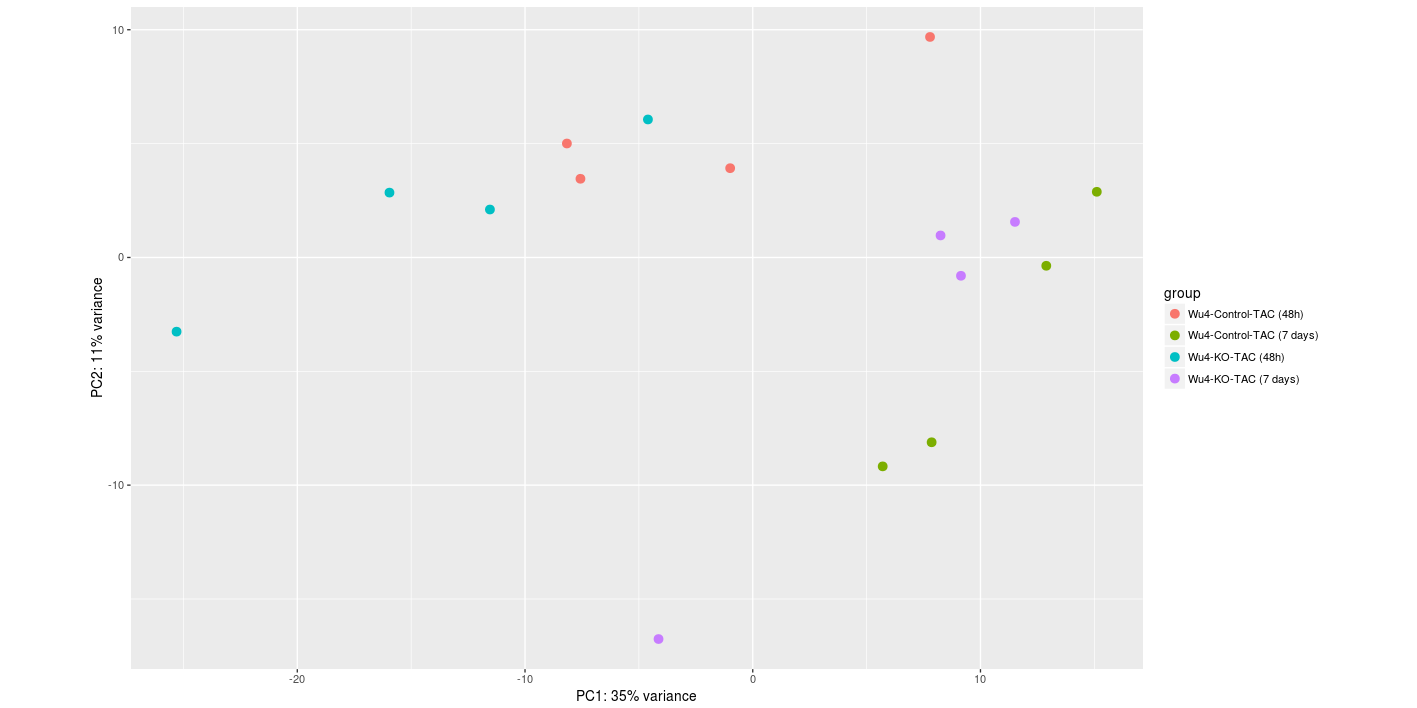 10
0
-10
PC2: 11% variance
-20
-10
0
10
PC1: 35% variance
group
Wu4-Control-TAC (48h)
Wu4-Control-TAC (7 days)
Wu4-KO-TAC (48h)
Wu4-KO-TAC (7 days)